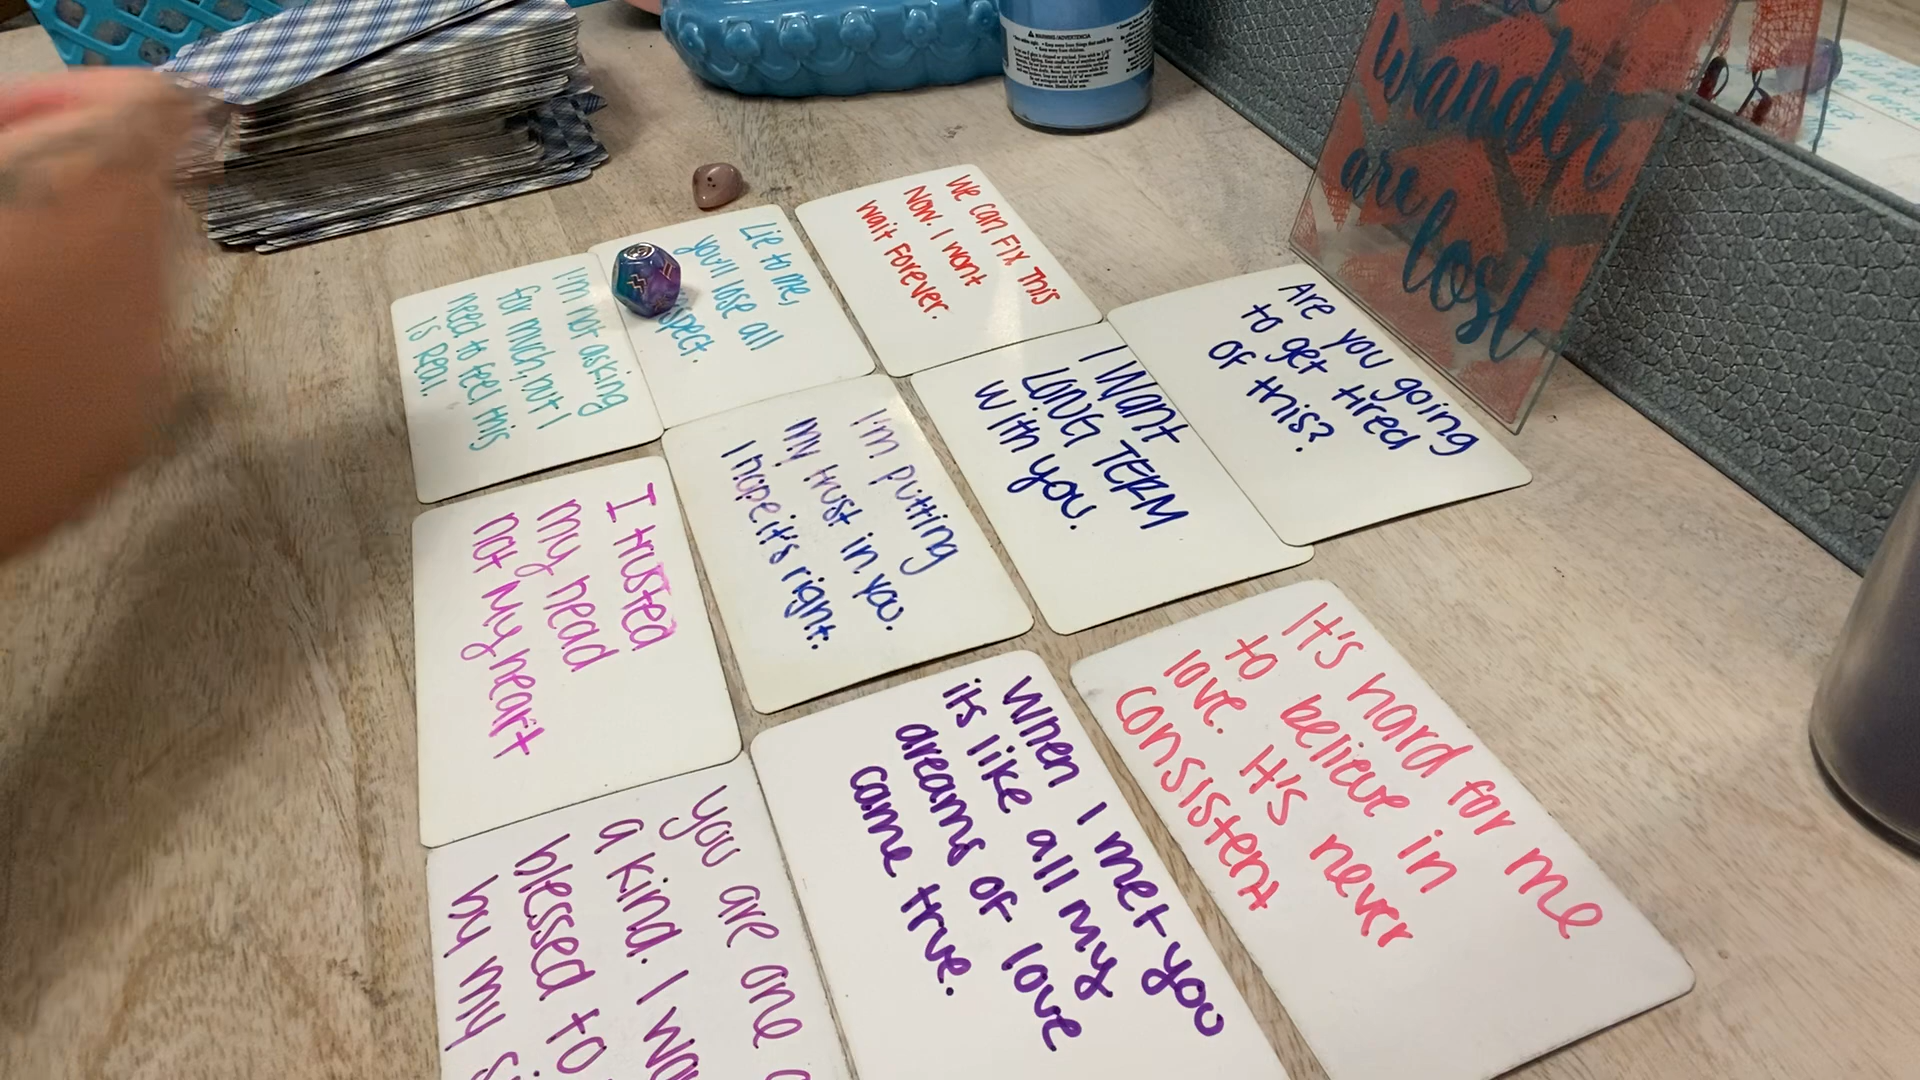 WARNING/ADVERTENCIA
wander
are
lost
We can FIX This
Now. I wont
wait Forever.
Lie to me,
you'll lose all
I'm not asking
for much, but I
need to feel this
is Real.
Are you going
to get tired
of this?
I want
LONG TERM
with you.
I'm putting
my trust in you.
I hope it's right.
I trusted
my head
not my heart
It's hard for me
to believe in
love. It's never
consistent
When I met you
its like all my
dreams of love
came true.
you are one
a kind. I
blessed to
by my